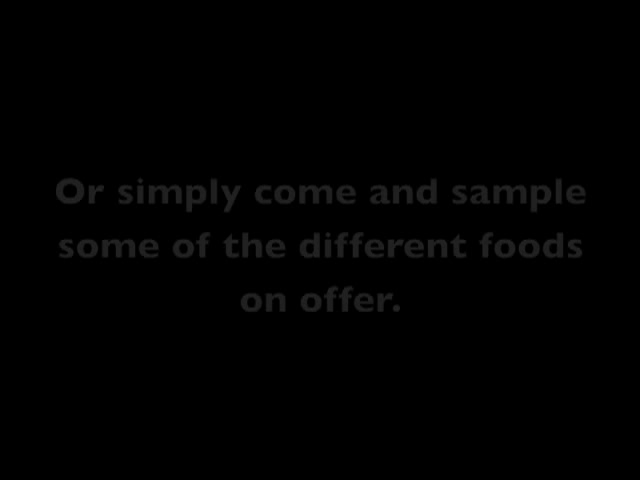 Or simply come and sample
some of the different foods
on offer.